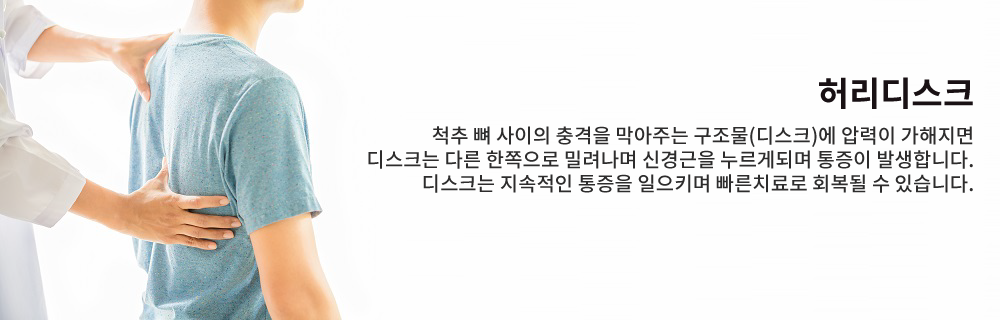 허리디스크
척추 뼈 사이의 충격을 막아주는 구조물(디스크)에 압력이 가해지면
디스크는 다른 한쪽으로 밀려나며 신경근을 누르게되며 통증이 발생합니다.
디스크는 지속적인 통증을 일으키며 빠른치료로 회복될 수 있습니다.